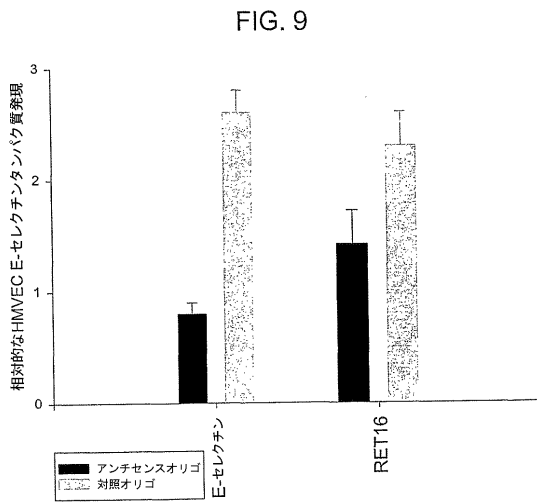 FIG. 9
相対的なHMVEC E-セレクチンタンパク質発現
3
2
1
0
E-セレクチン
RET16
アンチセンスオリゴ
対照オリゴ